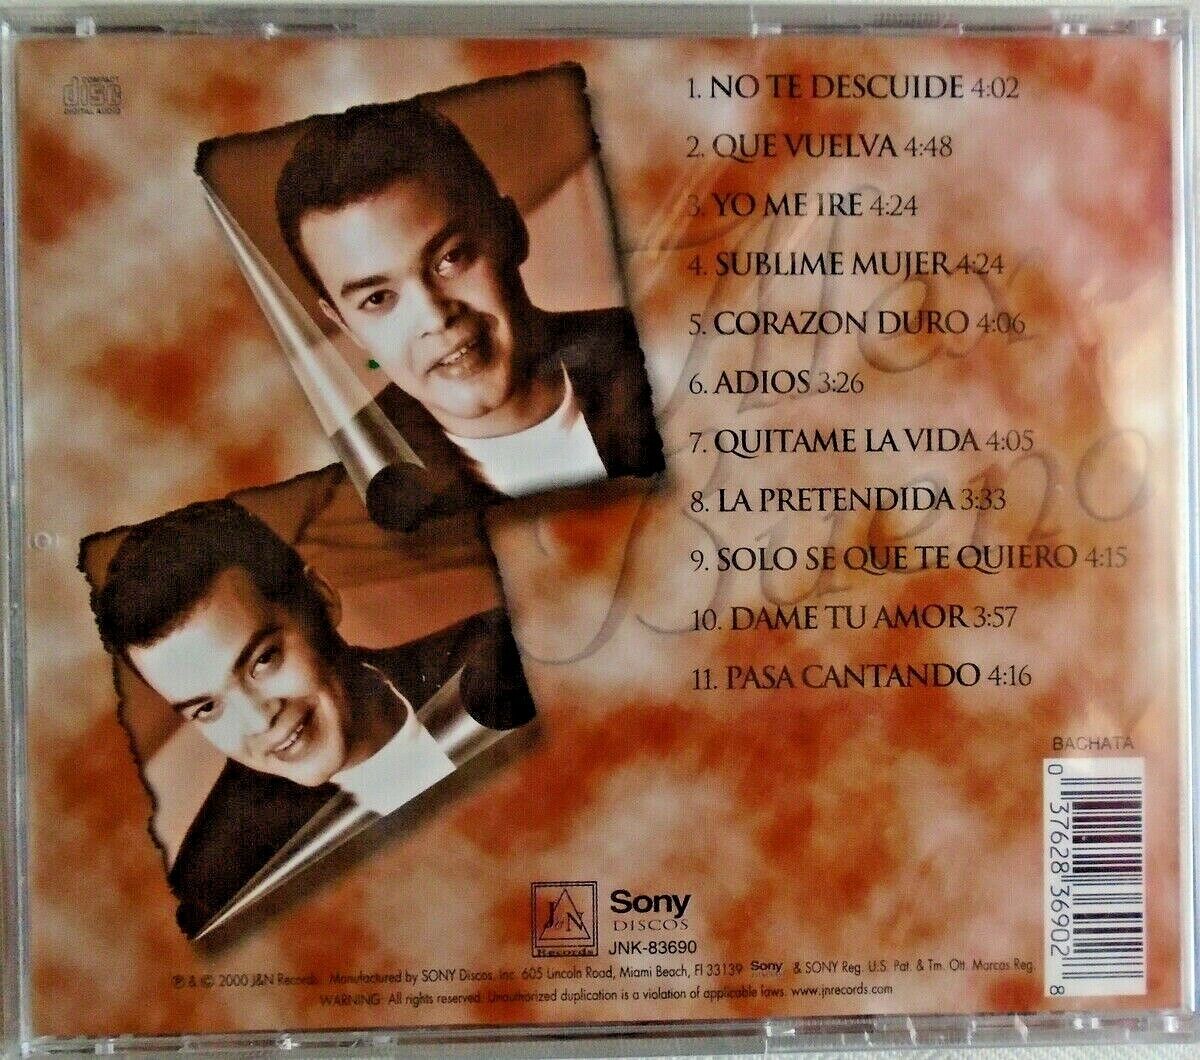 COMPACT
disc
DIGITAL AUDIO
1. NO TE DESCUIDE 4:02
2. QUE VUELVA 4:48
3. YO ME IRE 4:24
4. SUBLIME MUJER 4:24
5. CORAZON DURO 4:06
6. ADIOS 3:26
7. QUITAME LA VIDA 4:05
8. LA PRETENDIDA 3:33
9. SOLO SE QUE TE QUIERO 4:15
10. DAME TU AMOR 3:57
11. PASA CANTANDO 4:16
Bueno
BACHATA
0 37628 36902 8
J&N
Records
Sony
DISCOS
JNK-83690
℗ & © 2000 J&N Records. Manufactured by SONY Discos, Inc. 605 Lincoln Road, Miami Beach, Fl 33139 Sony & SONY Reg. U.S. Pat. & Tm. Ott. Marcas Reg.
WARNING: All rights reserved. Unauthorized duplication is a violation of applicable laws. www.jnrecords.com